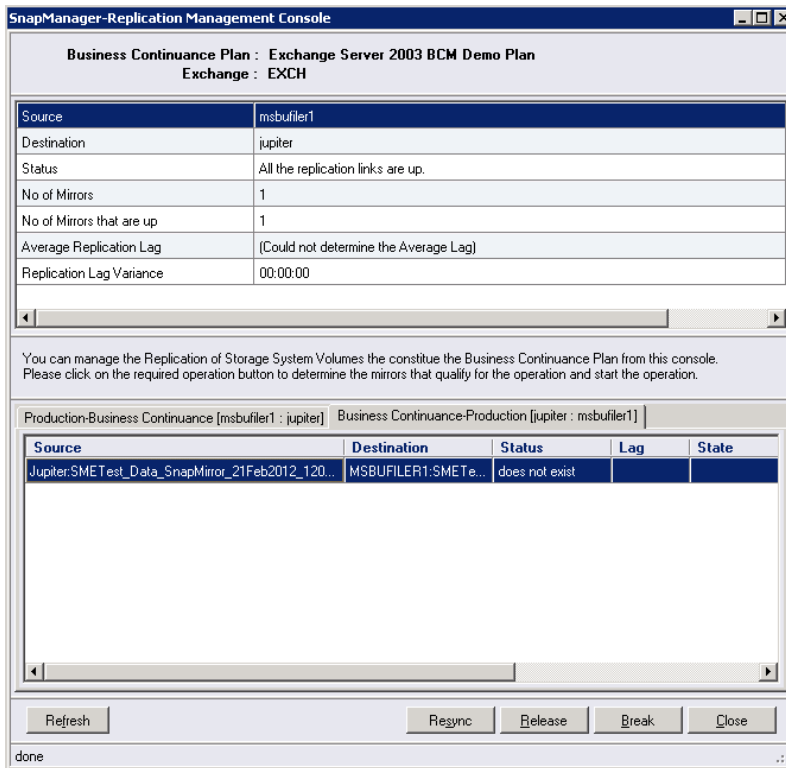 SnapManager-Replication Management Console
Business Continuance Plan : Exchange Server 2003 BCM Demo Plan
Exchange : EXCH
Source msbufiler1
Destination jupiter
Status All the replication links are up.
No of Mirrors 1
No of Mirrors that are up 1
Average Replication Lag (Could not determine the Average Lag)
Replication Lag Variance 00:00:00
You can manage the Replication of Storage System Volumes the constitue the Business Continuance Plan from this console.
Please click on the required operation button to determine the mirrors that qualify for the operation and start the operation.
Production-Business Continuance [msbufiler1 : jupiter] Business Continuance-Production [jupiter : msbufiler1]
Source Destination Status Lag State
Jupiter:SMETest_Data_SnapMirror_21Feb2012_120... MSBUFILER1:SMETe... does not exist
Refresh Resync Release Break Close
done